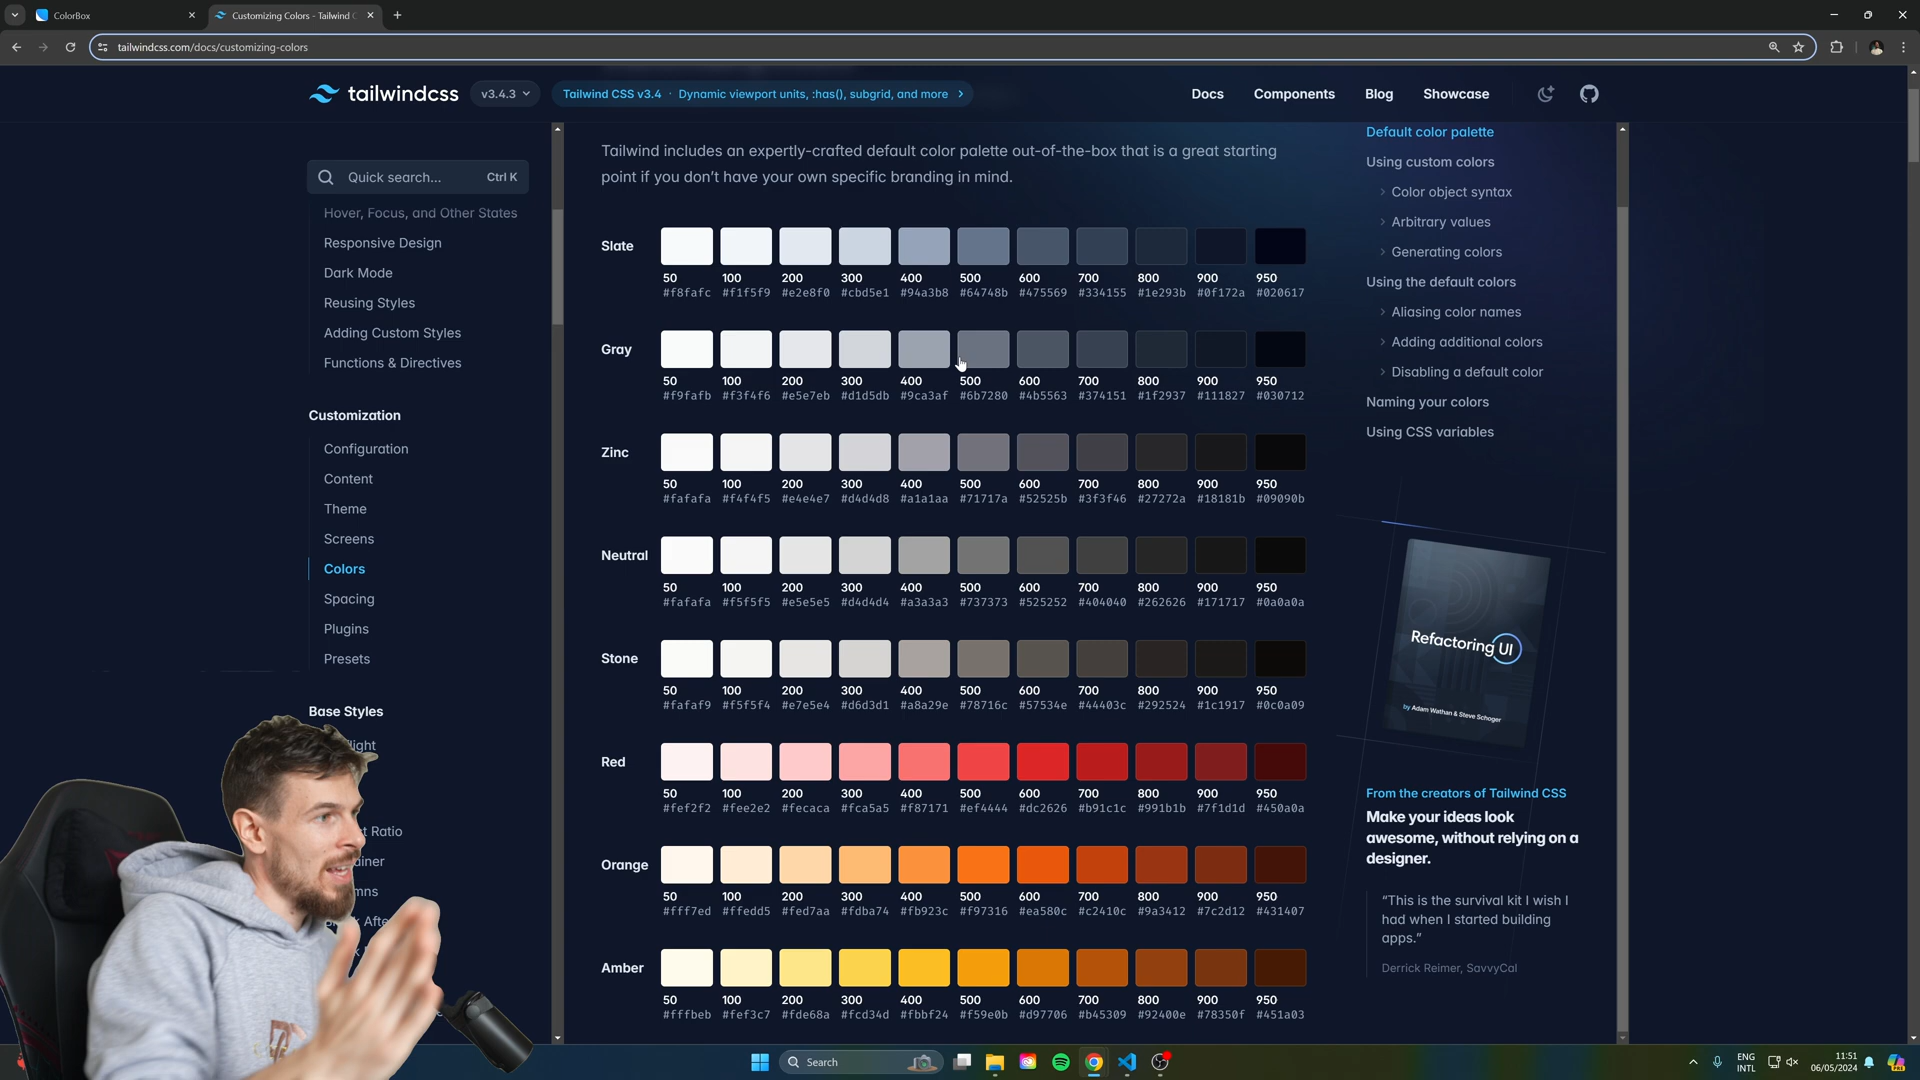 ColorBox
Customizing Colors - Tailwind C
tailwindcss.com/docs/customizing-colors
tailwindcss
v3.4.3
Tailwind CSS v3.4 · Dynamic viewport units, :has(), subgrid, and more
Docs
Components
Blog
Showcase
Quick search...
Ctrl K
Hover, Focus, and Other States
Responsive Design
Dark Mode
Reusing Styles
Adding Custom Styles
Functions & Directives
Customization
Configuration
Content
Theme
Screens
Colors
Spacing
Plugins
Presets
Base Styles
light
t Ratio
ainer
mns
k Afte
Tailwind includes an expertly-crafted default color palette out-of-the-box that is a great starting
point if you don’t have your own specific branding in mind.
Slate
50 100 200 300 400 500 600 700 800 900 950
#f8fafc #f1f5f9 #e2e8f0 #cbd5e1 #94a3b8 #64748b #475569 #334155 #1e293b #0f172a #020617
Gray
50 100 200 300 400 500 600 700 800 900 950
#f9fafb #f3f4f6 #e5e7eb #d1d5db #9ca3af #6b7280 #4b5563 #374151 #1f2937 #111827 #030712
Zinc
50 100 200 300 400 500 600 700 800 900 950
#fafafa #f4f4f5 #e4e4e7 #d4d4d8 #a1a1aa #71717a #52525b #3f3f46 #27272a #18181b #09090b
Neutral
50 100 200 300 400 500 600 700 800 900 950
#fafafa #f5f5f5 #e5e5e5 #d4d4d4 #a3a3a3 #737373 #525252 #404040 #262626 #171717 #0a0a0a
Stone
50 100 200 300 400 500 600 700 800 900 950
#fafaf9 #f5f5f4 #e7e5e4 #d6d3d1 #a8a29e #78716c #57534e #44403c #292524 #1c1917 #0c0a09
Red
50 100 200 300 400 500 600 700 800 900 950
#fef2f2 #fee2e2 #fecaca #fca5a5 #f87171 #ef4444 #dc2626 #b91c1c #991b1b #7f1d1d #450a0a
Orange
50 100 200 300 400 500 600 700 800 900 950
#fff7ed #ffedd5 #fed7aa #fdba74 #fb923c #f97316 #ea580c #c2410c #9a3412 #7c2d12 #431407
Amber
50 100 200 300 400 500 600 700 800 900 950
#fffbeb #fef3c7 #fde68a #fcd34d #fbbf24 #f59e0b #d97706 #b45309 #92400e #78350f #451a03
Default color palette
Using custom colors
Color object syntax
Arbitrary values
Generating colors
Using the default colors
Aliasing color names
Adding additional colors
Disabling a default color
Naming your colors
Using CSS variables
Refactoring UI
by Adam Wathan & Steve Schoger
From the creators of Tailwind CSS
Make your ideas look
awesome, without relying on a
designer.
“This is the survival kit I wish I
had when I started building
apps.”
Derrick Reimer, SavvyCal
Search
ENG
INTL
11:51
06/05/2024